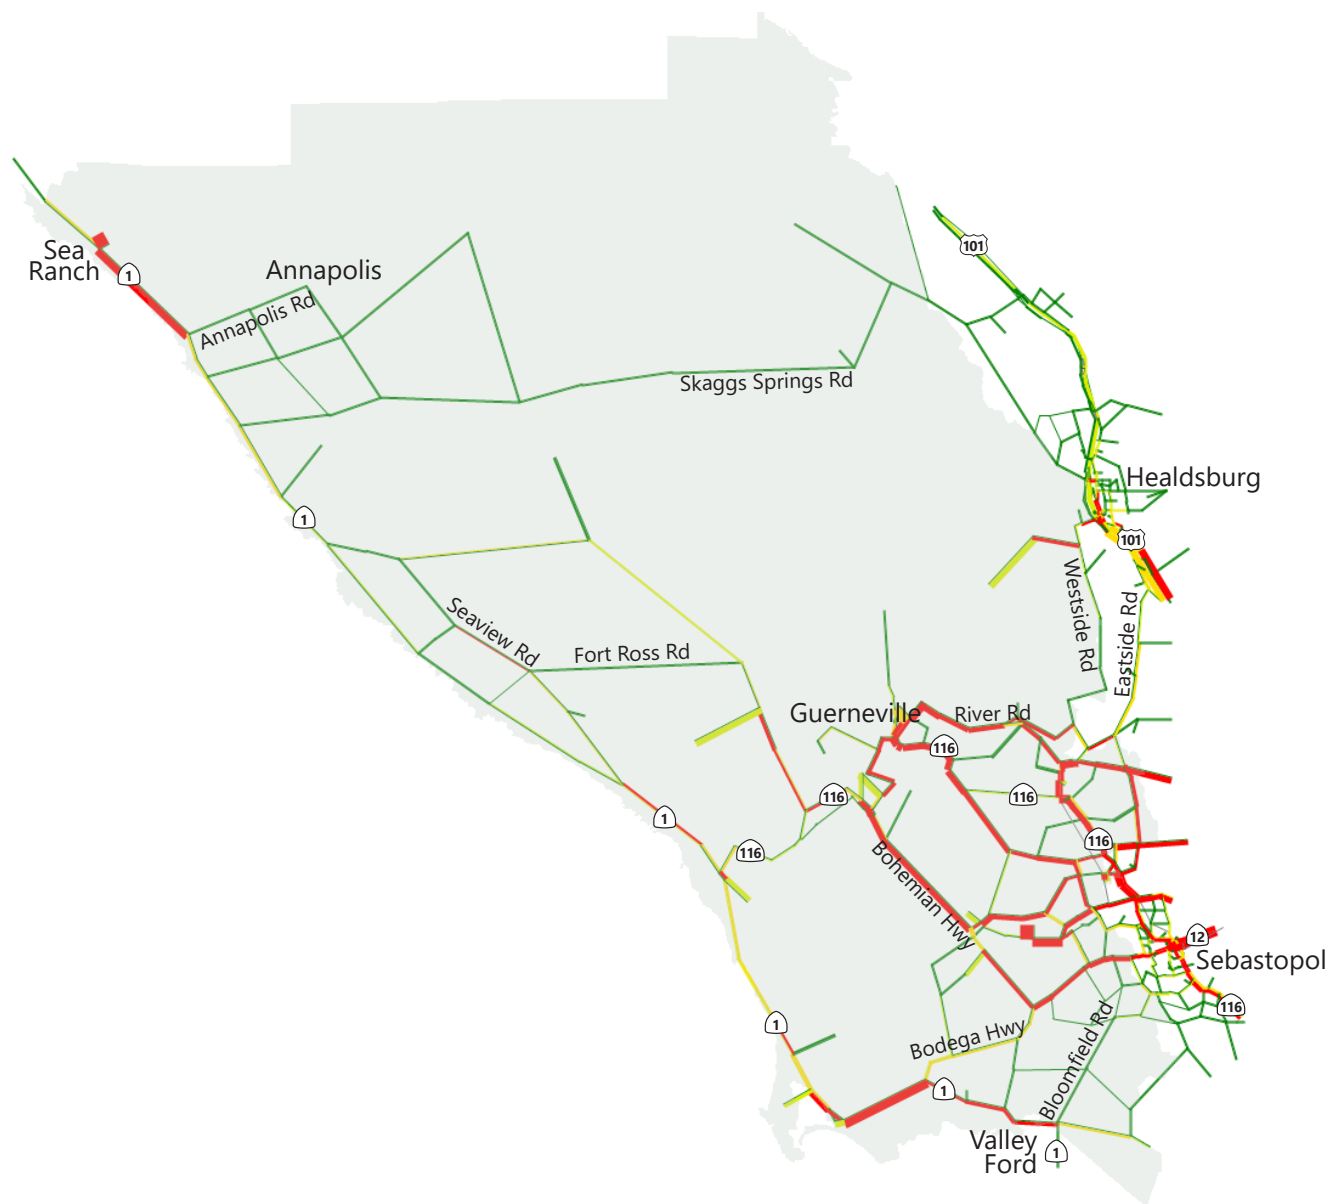 101
Sea
Ranch
1
Annapolis
Annapolis Rd
Skaggs Springs Rd
Healdsburg
1
101
Westside Rd
Eastside Rd
Seaview Rd
Fort Ross Rd
Guerneville
River Rd
116
116
116
1
116
116
Bohemian Hwy
12
Sebastopol
116
1
Bodega Hwy
Bloomfield Rd
1
Valley
Ford
1